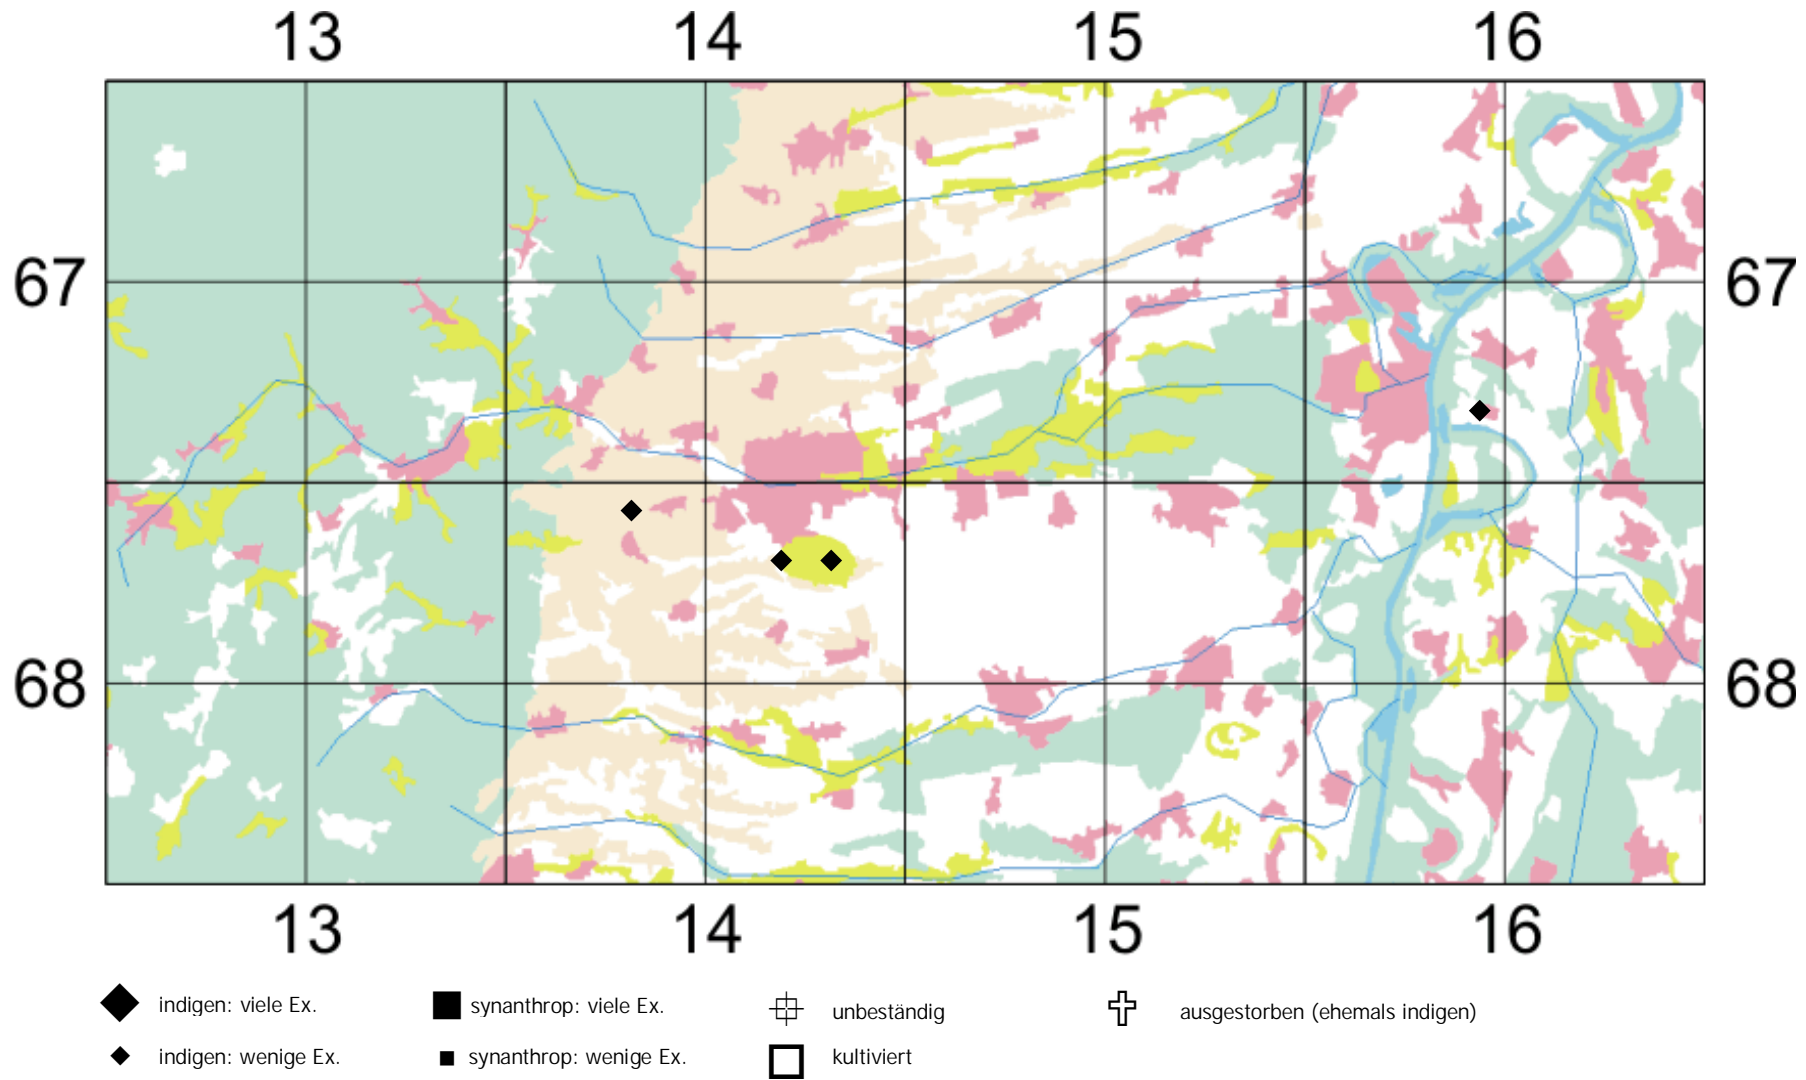 13 14 15 16
67 67
68 68
13 14 15 16
indigen: viele Ex. synanthrop: viele Ex. unbeständig ausgestorben (ehemals indigen)
indigen: wenige Ex. synanthrop: wenige Ex. kultiviert